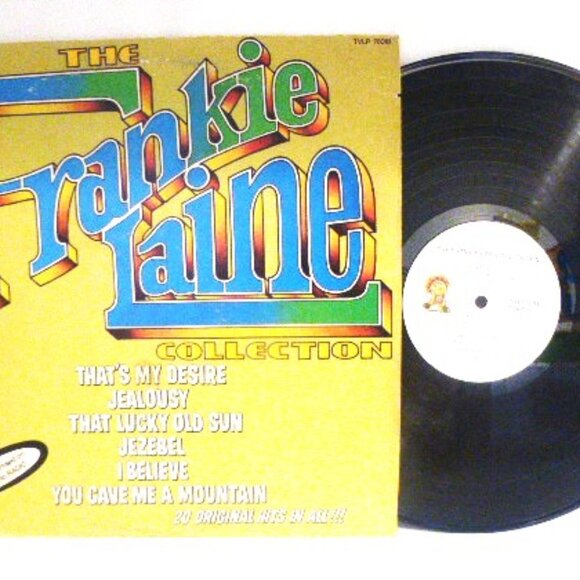 TVLP 76018
THE
Frankie
Laine
COLLECTION
THAT'S MY DESIRE
JEALOUSY
THAT LUCKY OLD SUN
JEZEBEL
I BELIEVE
YOU GAVE ME A MOUNTAIN
20 ORIGINAL HITS IN ALL!!!